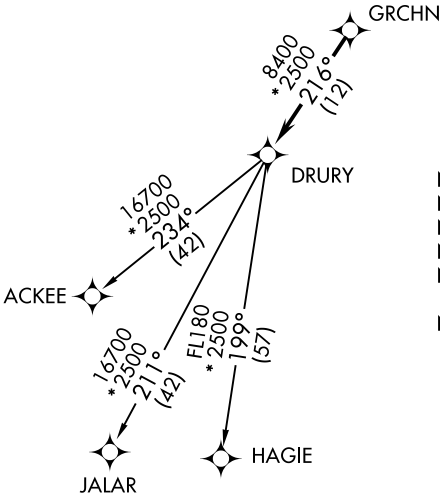 GRCHN
8400
*2500
216°
(12)
DRURY
16700
*2500
234°
(42)
ACKEE
16700
*2500
211°
(42)
FL180
*2500
199°
(57)
JALAR
HAGIE